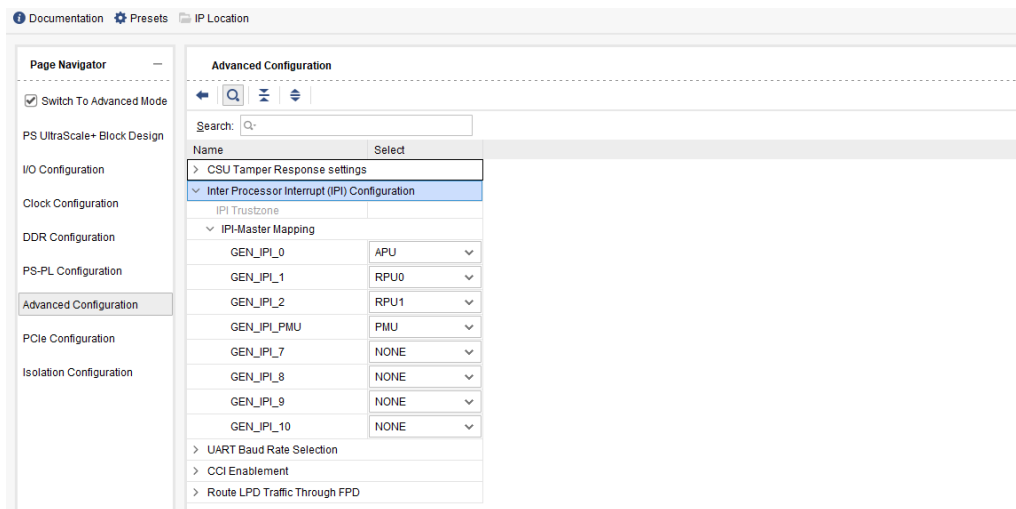 Documentation Presets IP Location
Page Navigator
Switch To Advanced Mode
PS UltraScale+ Block Design
I/O Configuration
Clock Configuration
DDR Configuration
PS-PL Configuration
Advanced Configuration
PCIe Configuration
Isolation Configuration
Advanced Configuration
Search:
Name Select
CSU Tamper Response settings
Inter Processor Interrupt (IPI) Configuration
IPI Trustzone
IPI-Master Mapping
GEN_IPI_0 APU
GEN_IPI_1 RPU0
GEN_IPI_2 RPU1
GEN_IPI_PMU PMU
GEN_IPI_7 NONE
GEN_IPI_8 NONE
GEN_IPI_9 NONE
GEN_IPI_10 NONE
UART Baud Rate Selection
CCI Enablement
Route LPD Traffic Through FPD